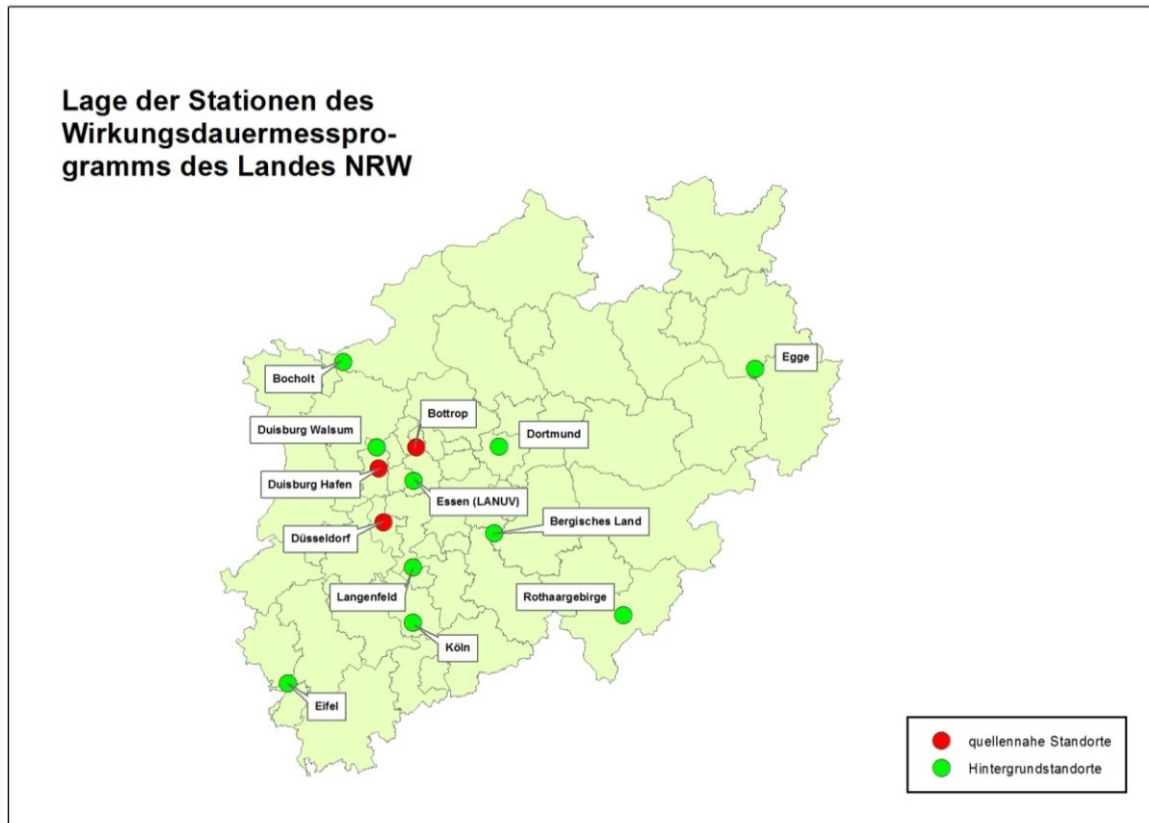 Lage der Stationen des
Wirkungsdauermesspro-
gramms des Landes NRW
Egge
Bocholt
Bottrop
Duisburg Walsum
Dortmund
Duisburg Hafen
Essen (LANUV)
Bergisches Land
Düsseldorf
Langenfeld
Rothaargebirge
Köln
Eifel
quellennahe Standorte
Hintergrundstandorte